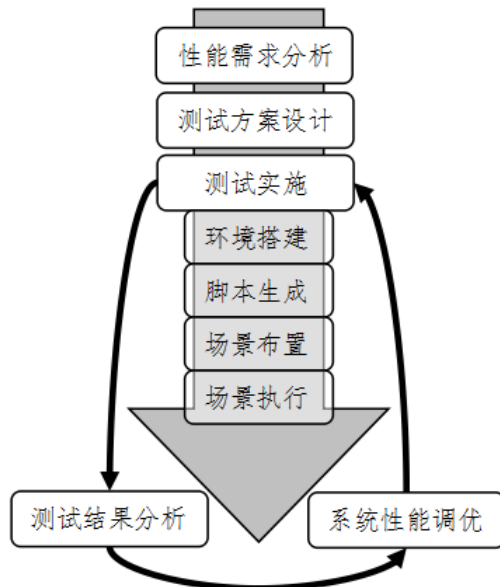 性能需求分析
测试方案设计
测试实施
环境搭建
脚本生成
场景布置
场景执行
测试结果分析
系统性能调优